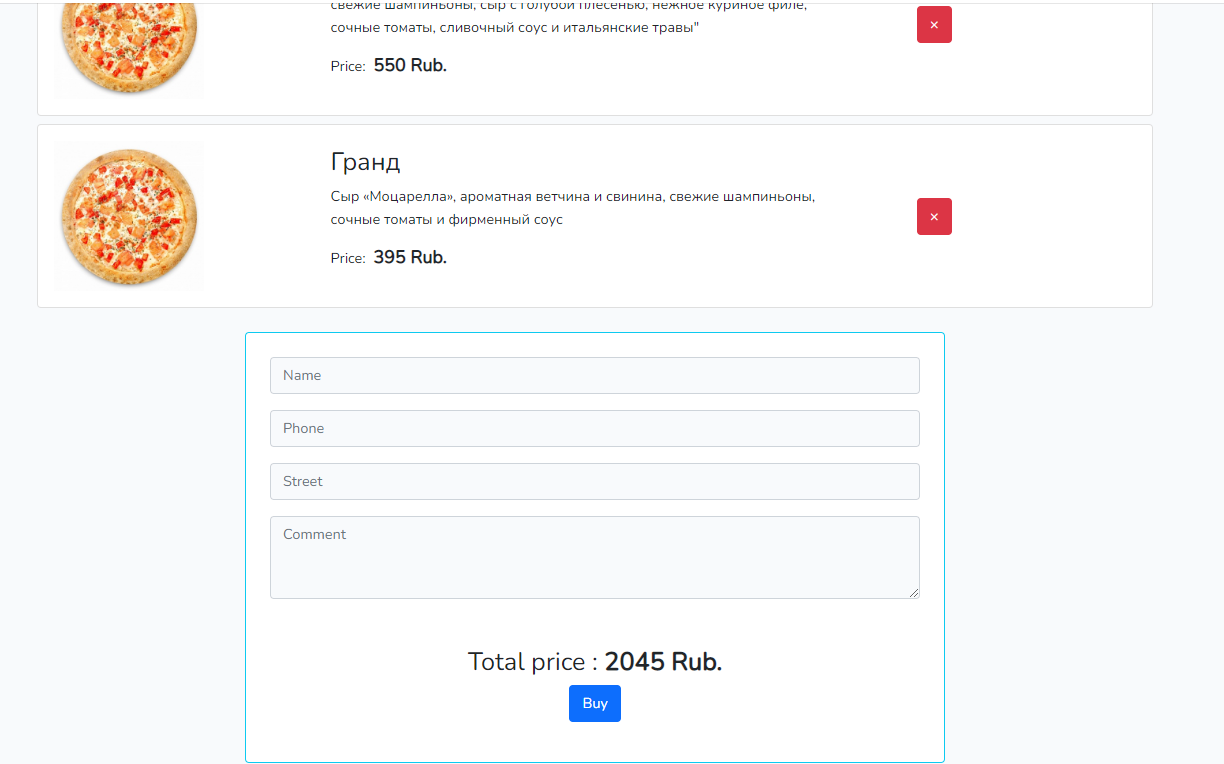 свежие шампиньоны, сыр с голубой плесенью, нежное куриное филе,
сочные томаты, сливочный соус и итальянские травы"
×
Price: 550 Rub.
Гранд
Сыр «Моцарелла», ароматная ветчина и свинина, свежие шампиньоны,
сочные томаты и фирменный соус
×
Price: 395 Rub.
Name
Phone
Street
Comment
Total price : 2045 Rub.
Buy